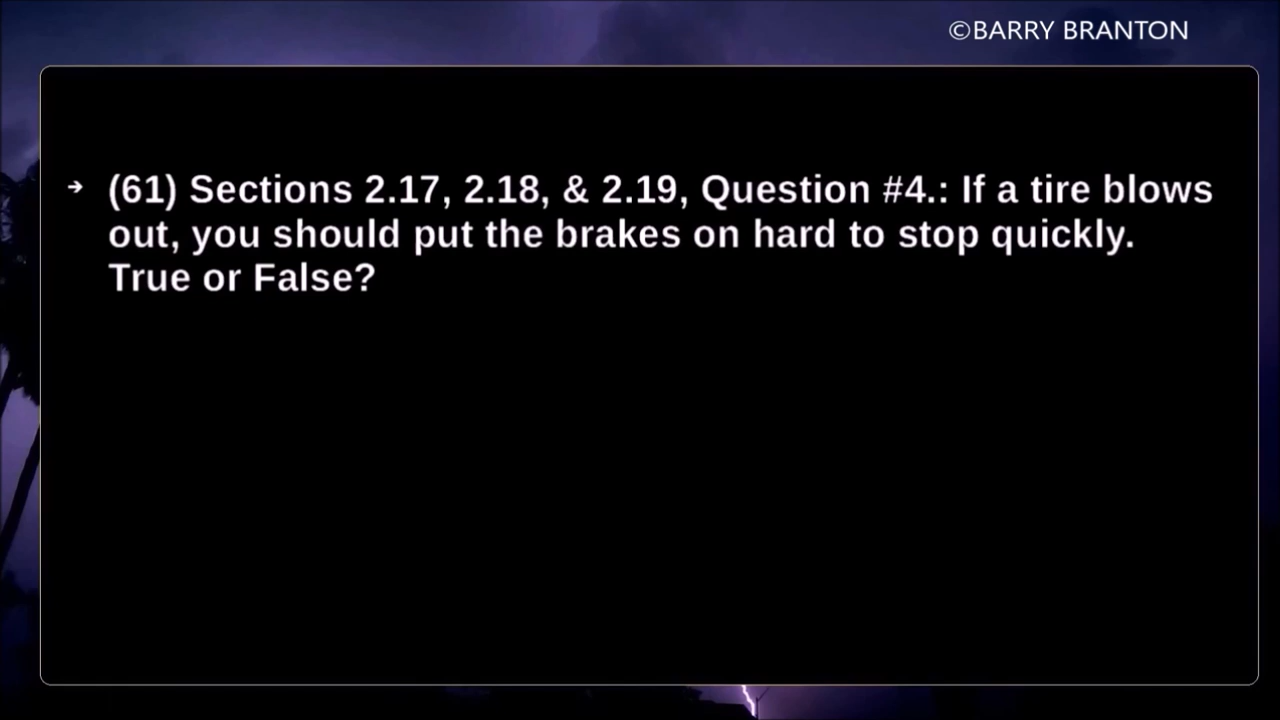 ©BARRY BRANTON
➔ (61) Sections 2.17, 2.18, & 2.19, Question #4.: If a tire blows
out, you should put the brakes on hard to stop quickly.
True or False?